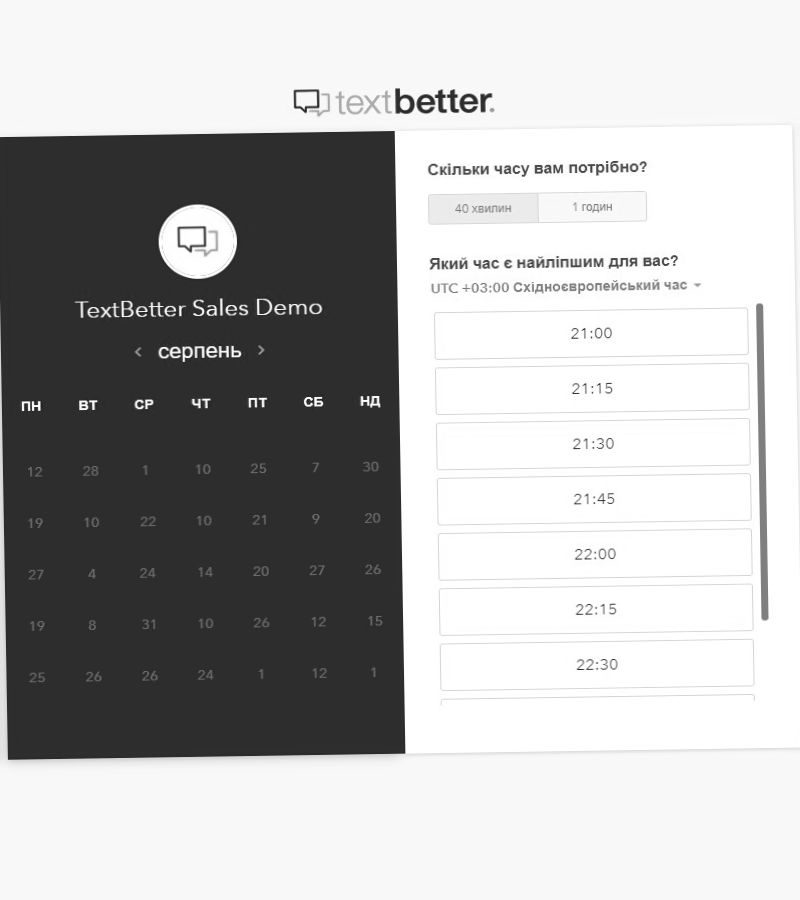 textbetter.
TextBetter Sales Demo
серпень
ПН ВТ СР ЧТ ПТ СБ НД
12 28 1 10 25 7 30
19 10 22 10 21 9 20
27 4 24 14 20 27 26
19 8 31 10 26 12 15
25 26 26 24 1 12 1
Скільки часу вам потрібно?
40 хвилин 1 годин
Який час є найліпшим для вас?
UTC +03:00 Східноєвропейський час
21:00
21:15
21:30
21:45
22:00
22:15
22:30